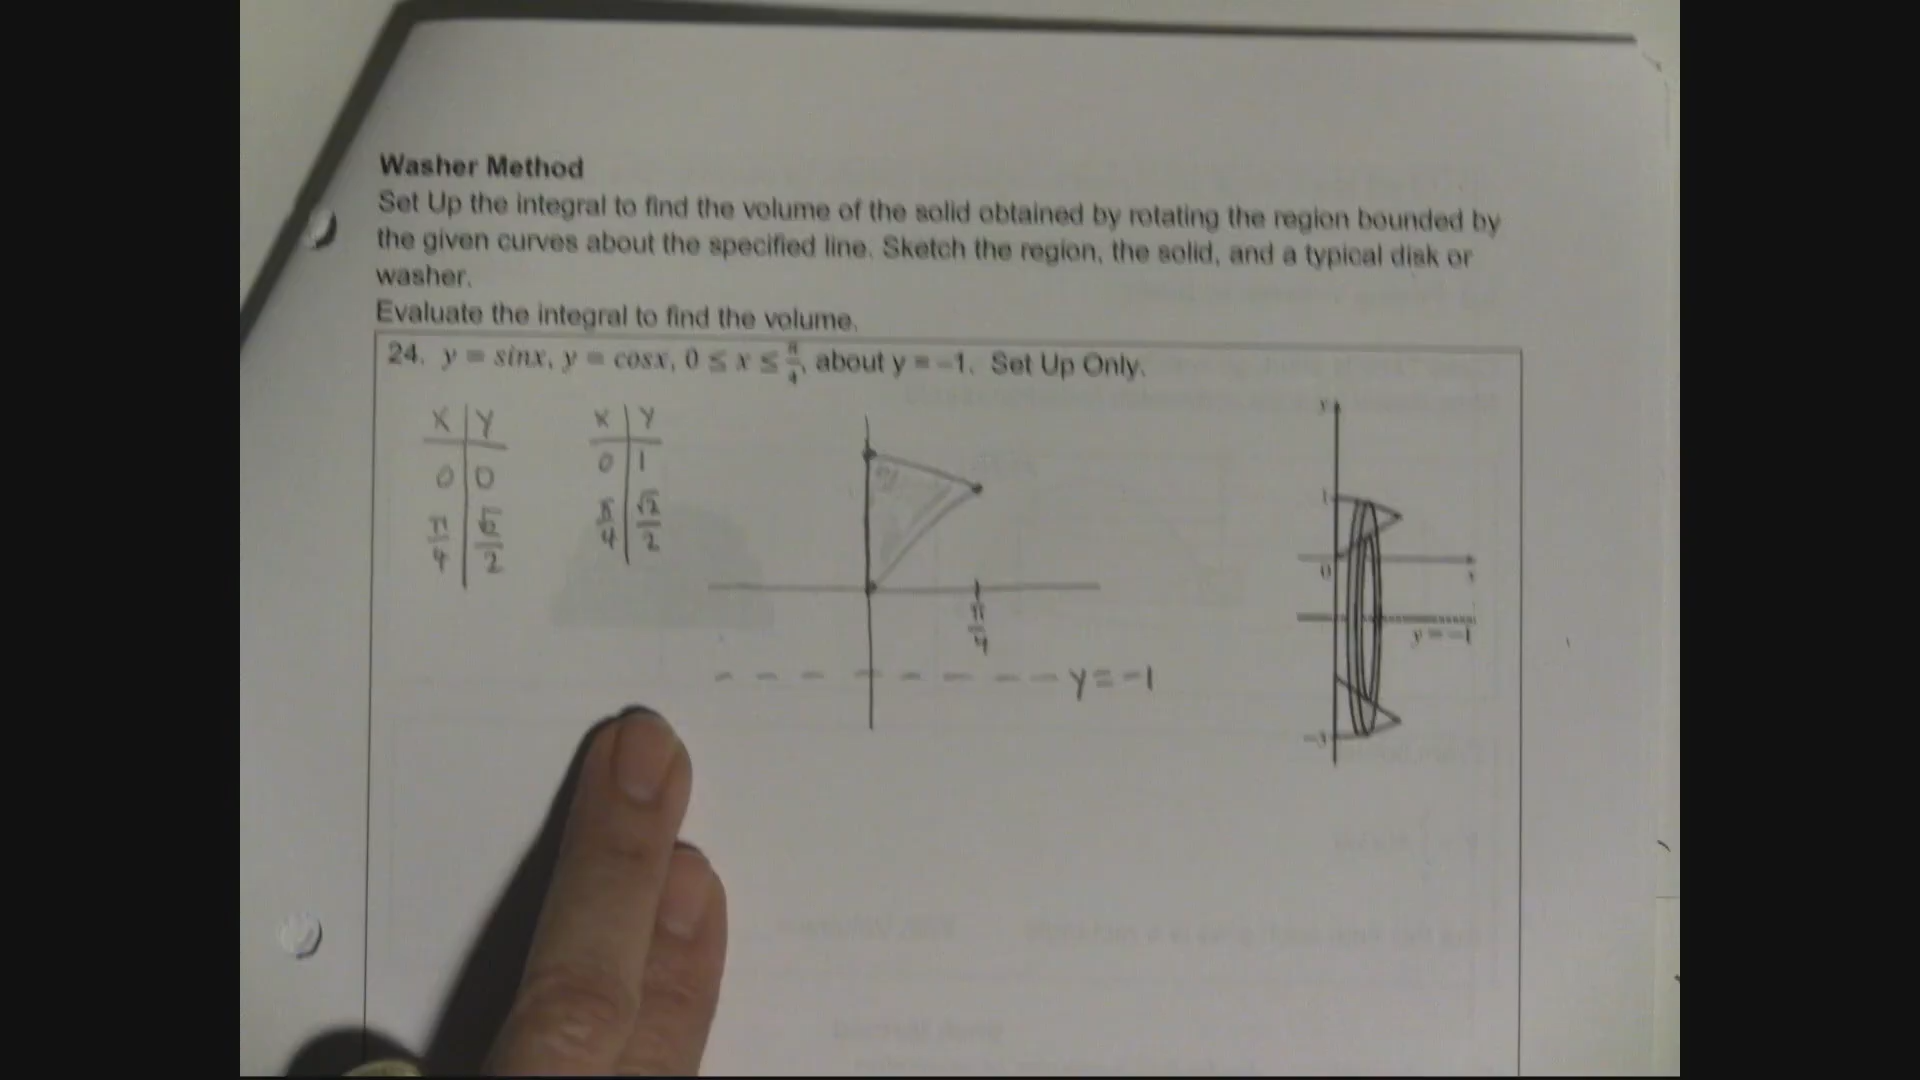 Washer Method
Set Up the integral to find the volume of the solid obtained by rotating the region bounded by
the given curves about the specified line. Sketch the region, the solid, and a typical disk or
washer.
Evaluate the integral to find the volume.
24. y = sinx, y = cosx, 0 ≤ x ≤ π/4, about y = −1. Set Up Only.
X | Y
0 | 0
π/4 | √2/2
X | Y
0 | 1
π/4 | √2/2
π/4
y = -1
y
1
0
x
y = −1
−3